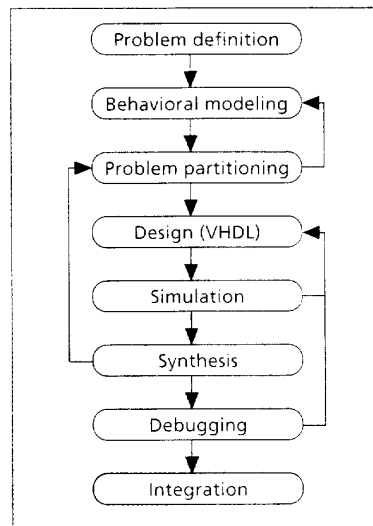 Problem definition
Behavioral modeling
Problem partitioning
Design (VHDL)
Simulation
Synthesis
Debugging
Integration